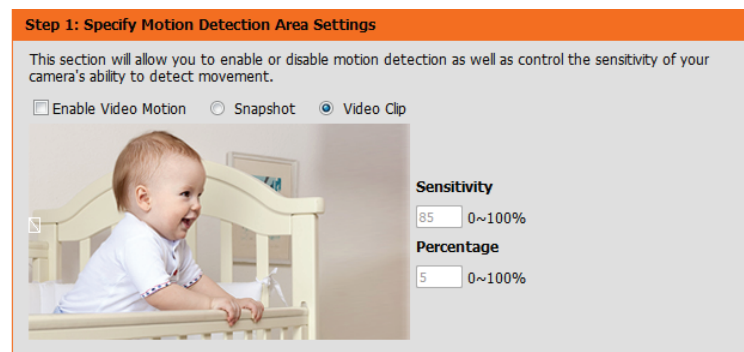 Step 1: Specify Motion Detection Area Settings
This section will allow you to enable or disable motion detection as well as control the sensitivity of your
camera's ability to detect movement.
Enable Video Motion Snapshot Video Clip
Sensitivity
85 0~100%
Percentage
5 0~100%